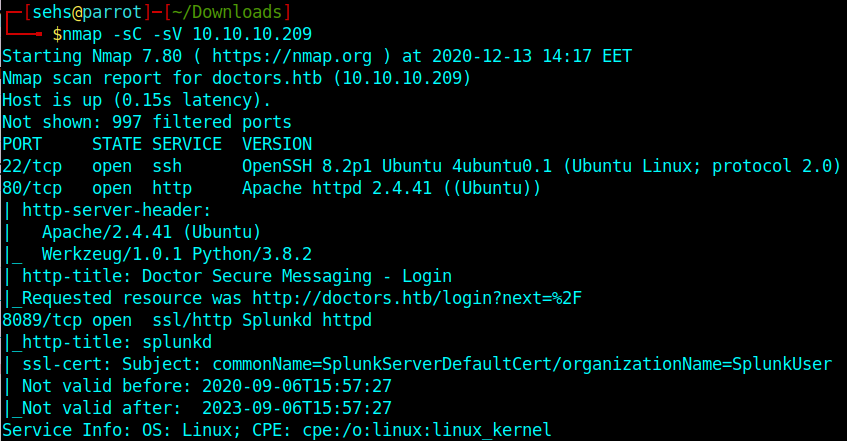 ┌─[sehs@parrot]─[~/Downloads]
└──╼ $nmap -sC -sV 10.10.10.209
Starting Nmap 7.80 ( https://nmap.org ) at 2020-12-13 14:17 EET
Nmap scan report for doctors.htb (10.10.10.209)
Host is up (0.15s latency).
Not shown: 997 filtered ports
PORT     STATE SERVICE  VERSION
22/tcp   open  ssh      OpenSSH 8.2p1 Ubuntu 4ubuntu0.1 (Ubuntu Linux; protocol 2.0)
80/tcp   open  http     Apache httpd 2.4.41 ((Ubuntu))
| http-server-header:
|   Apache/2.4.41 (Ubuntu)
|_  Werkzeug/1.0.1 Python/3.8.2
| http-title: Doctor Secure Messaging - Login
|_Requested resource was http://doctors.htb/login?next=%2F
8089/tcp open  ssl/http Splunkd httpd
|_http-title: splunkd
| ssl-cert: Subject: commonName=SplunkServerDefaultCert/organizationName=SplunkUser
| Not valid before: 2020-09-06T15:57:27
|_Not valid after:  2023-09-06T15:57:27
Service Info: OS: Linux; CPE: cpe:/o:linux:linux_kernel